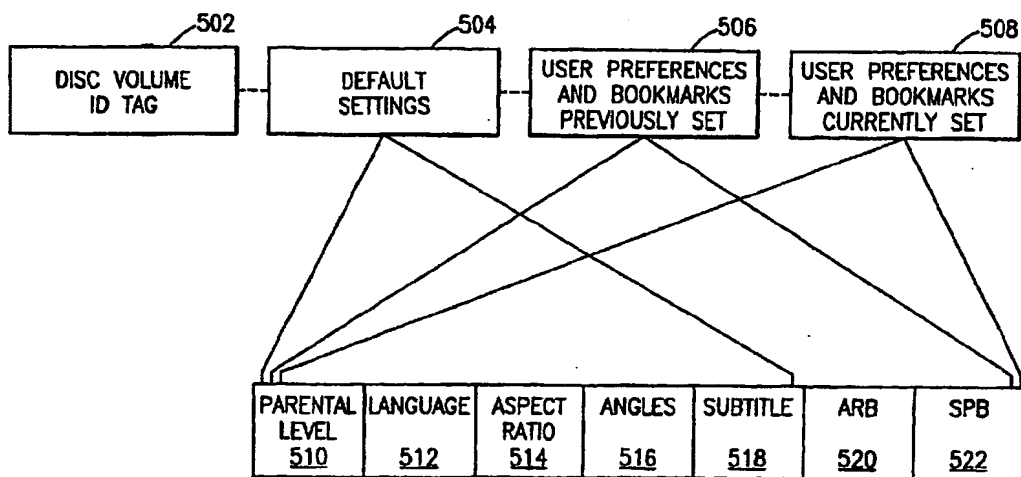 502
504
506
508
DISC VOLUME
ID TAG
DEFAULT
SETTINGS
USER PREFERENCES
AND BOOKMARKS
PREVIOUSLY SET
USER PREFERENCES
AND BOOKMARKS
CURRENTLY SET
PARENTAL
LEVEL
510
LANGUAGE
512
ASPECT
RATIO
514
ANGLES
516
SUBTITLE
518
ARB
520
SPB
522